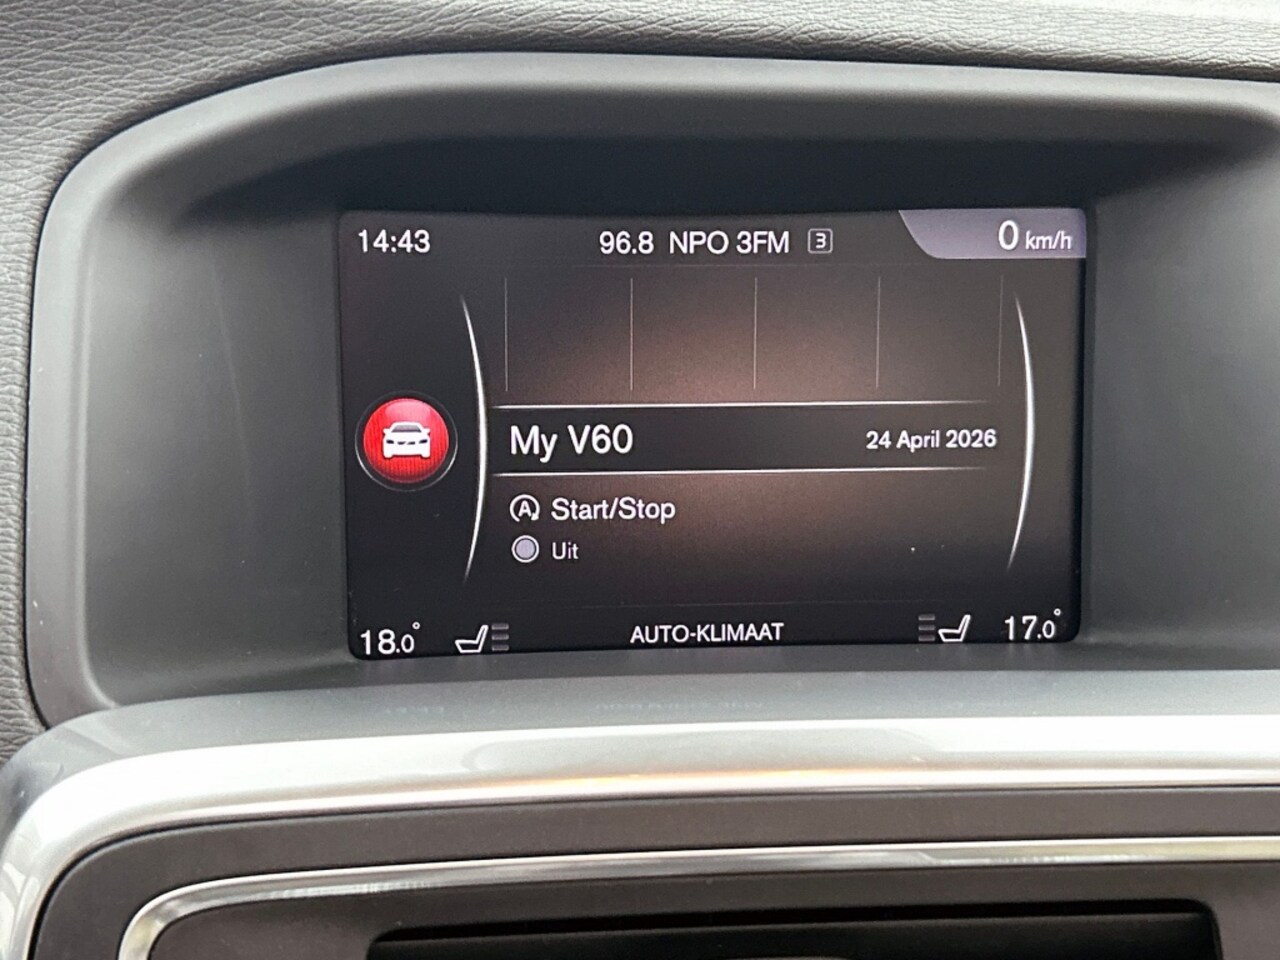 14:43 96.8 NPO 3FM 3 0 km/h
My V60 24 April 2026
A Start/Stop
Uit
18.0° AUTO-KLIMAAT 17.0°